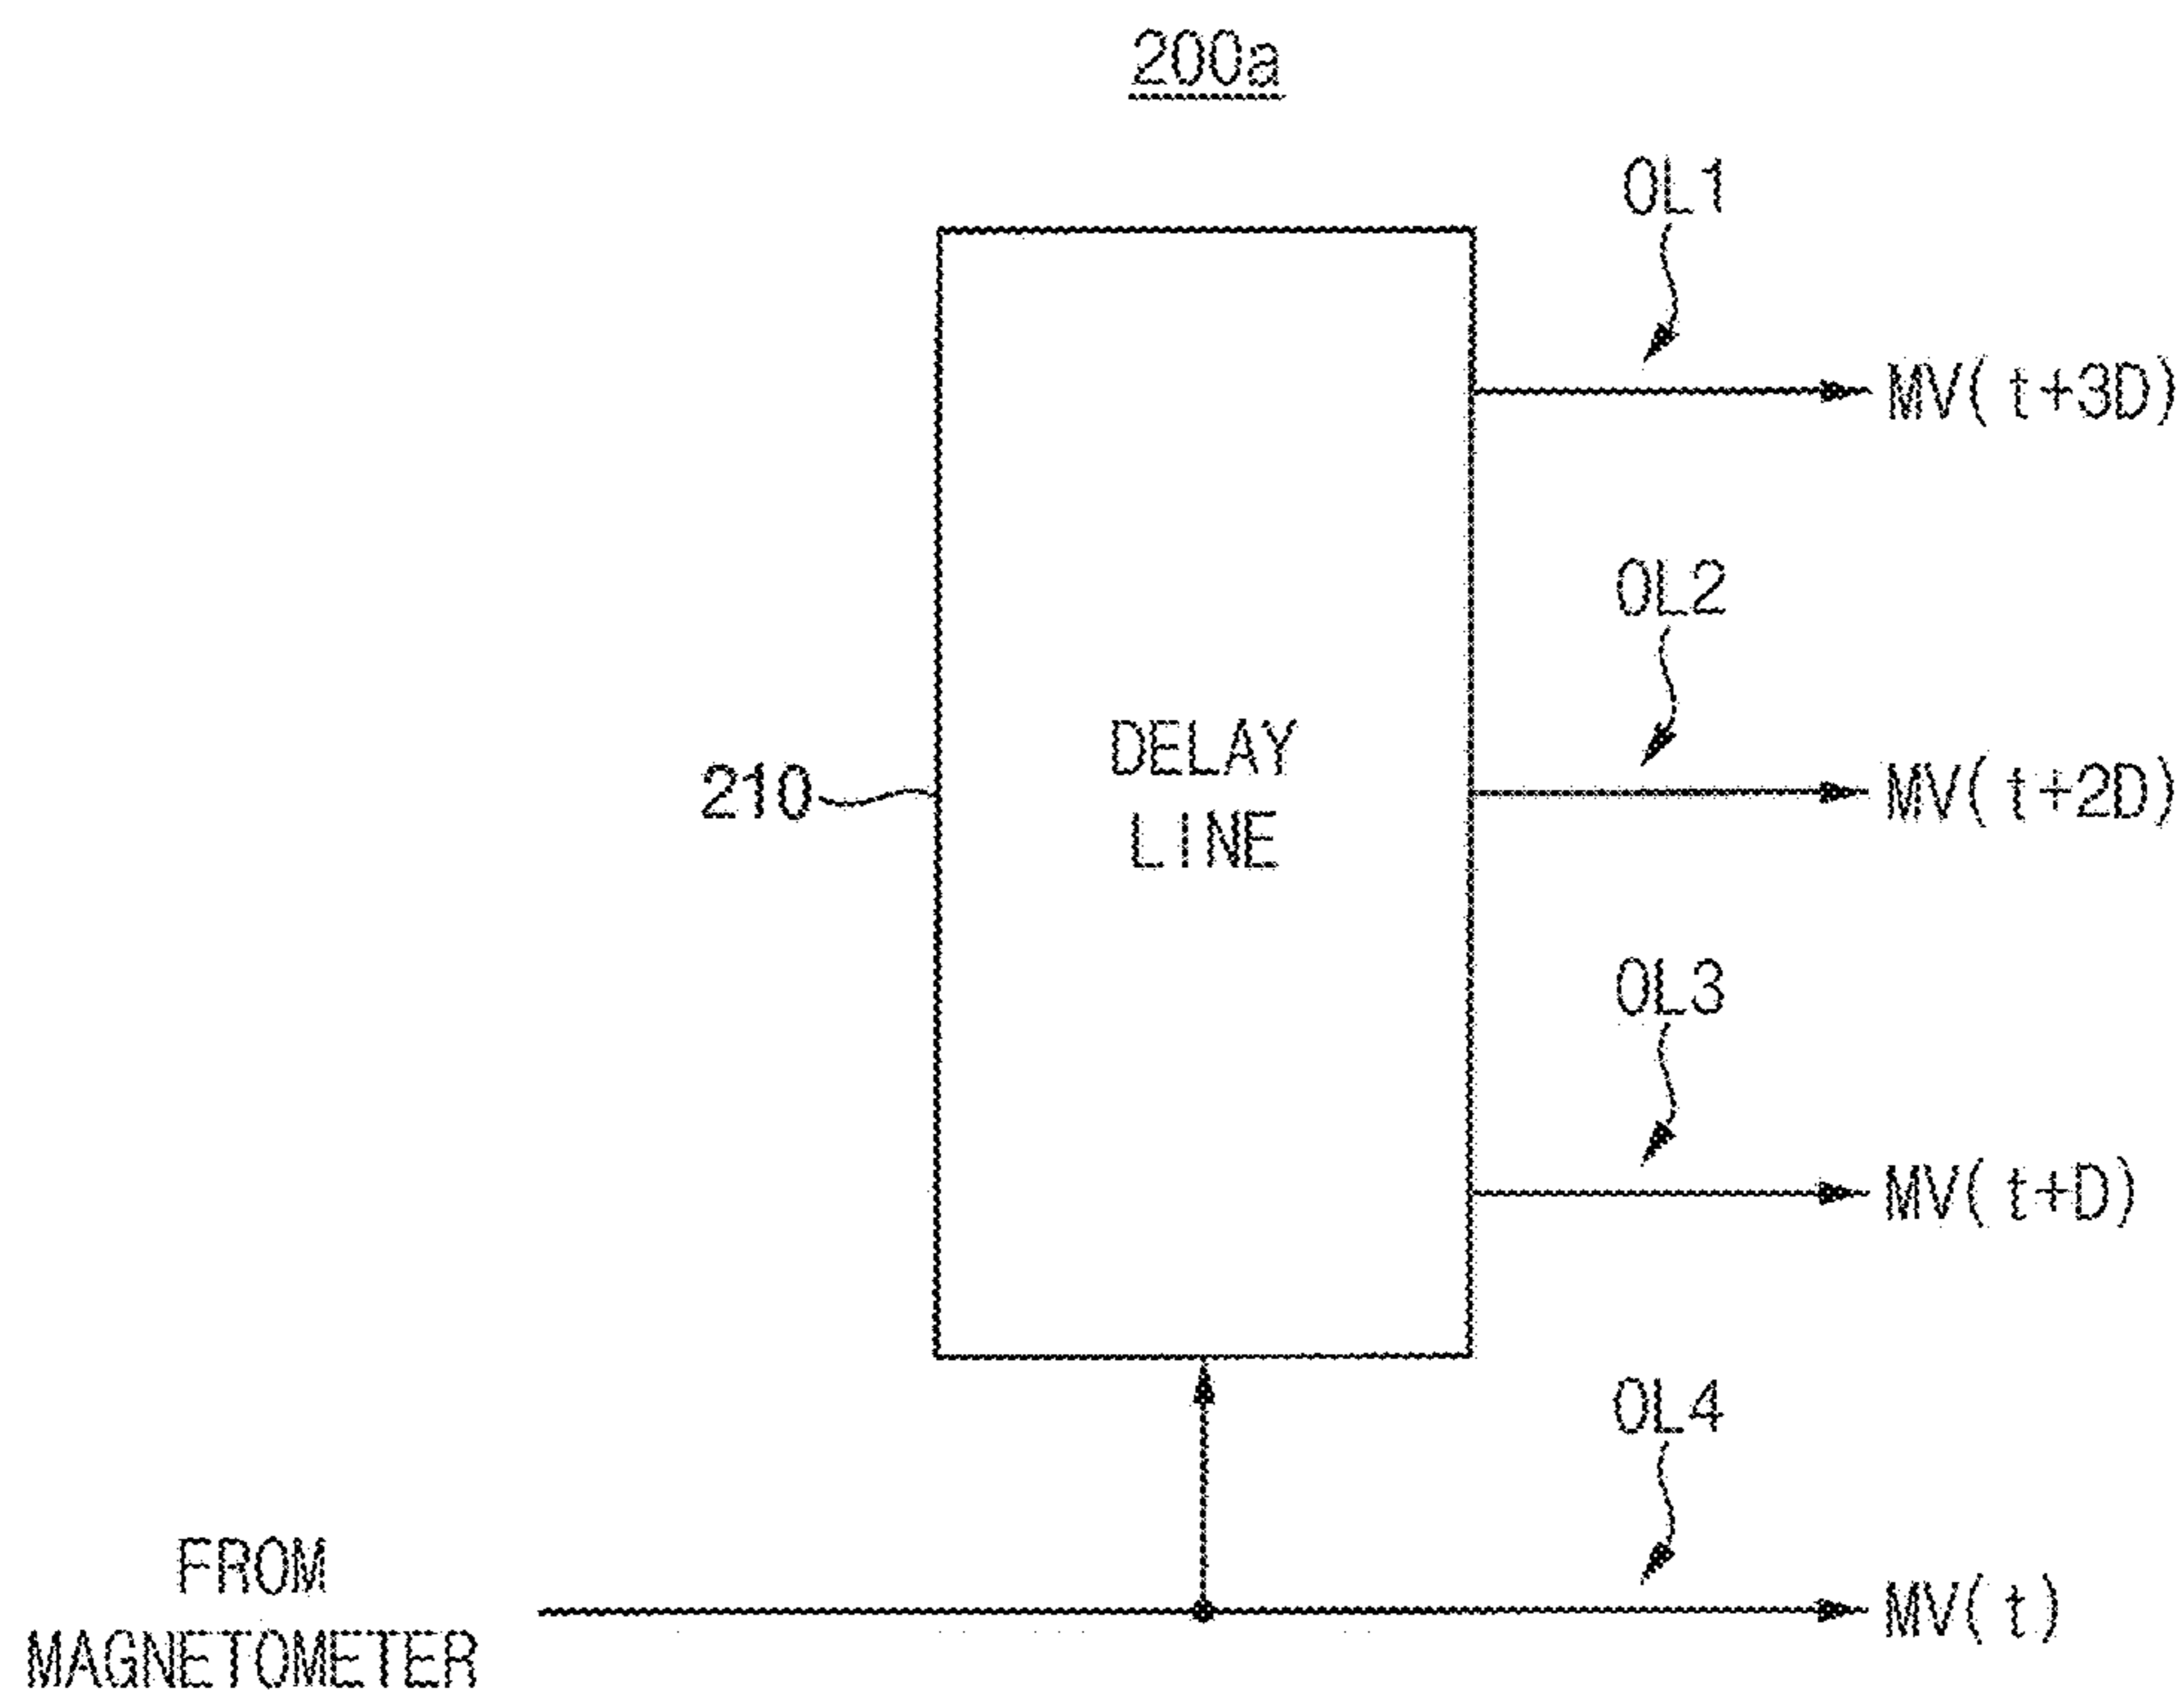 200a
OL1
MV(t+3D)
OL2
DELAY
LINE
210
MV(t+2D)
OL3
MV(t+D)
OL4
FROM
MAGNETOMETER
MV(t)